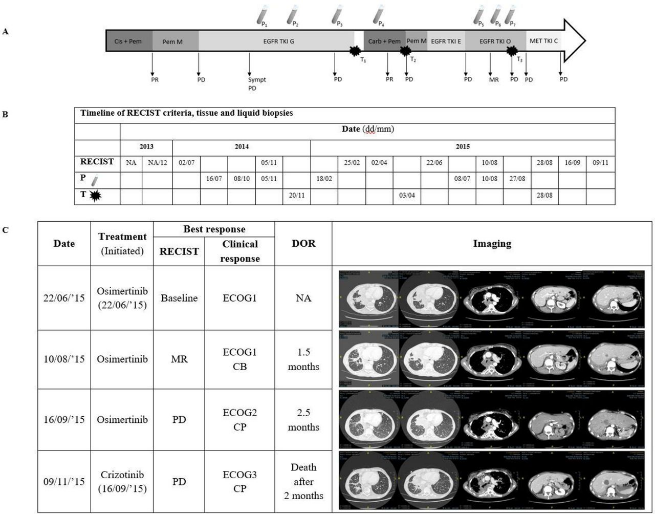 A
P1 P2 P3 P4 P5 P6 P7
Cis + Pem Pem M EGFR TKI G Carb + Pem Pem M EGFR TKI E EGFR TKI O MET TKI C
T1 T2 T3
PR PD Sympt PD PD PR PD PD MR PD PD PD
B
Timeline of RECIST criteria, tissue and liquid biopsies
Date (dd/mm)
2013 2014 2015
RECIST NA NA/12 02/07 05/11 25/02 02/04 22/06 10/08 28/08 16/09 09/11
P 16/07 08/10 05/11 18/02 08/07 10/08 27/08
T 20/11 03/04 28/08
C
Date Treatment (Initiated) Best response DOR Imaging
RECIST Clinical response
22/06/'15 Osimertinib (22/06/'15) Baseline ECOG1 NA
10/08/'15 Osimertinib MR ECOG1 CB 1.5 months
16/09/'15 Osimertinib PD ECOG2 CP 2.5 months
09/11/'15 Crizotinib (16/09/'15) PD ECOG3 CP Death after 2 months